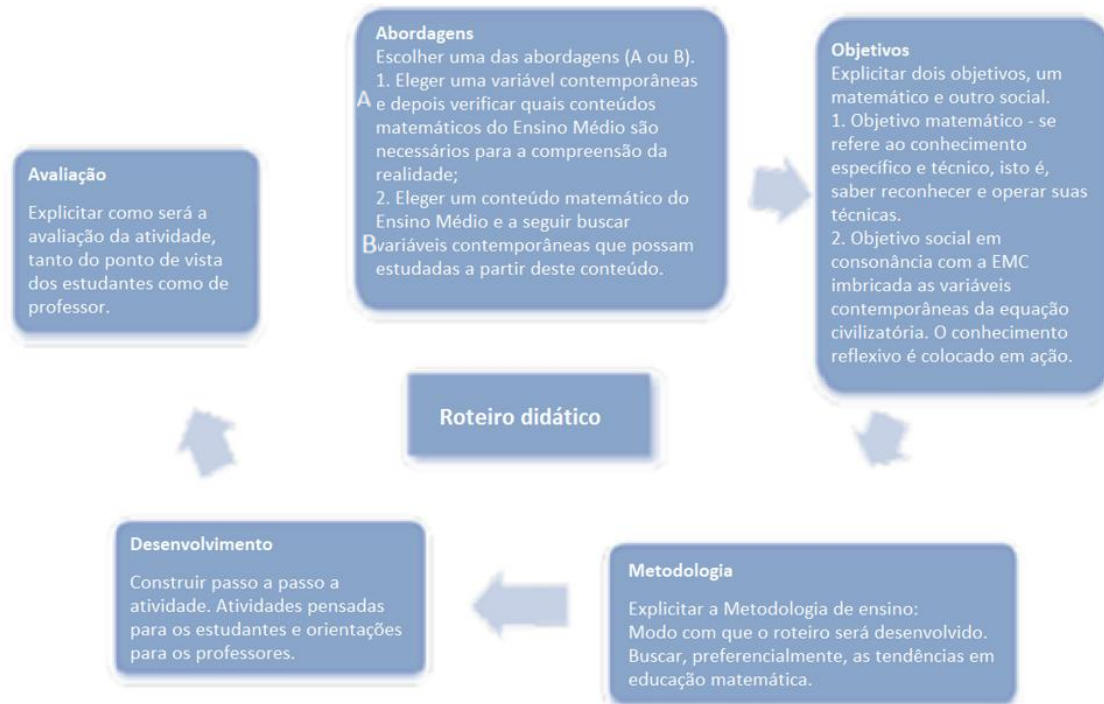 Abordagens
Escolher uma das abordagens (A ou B).
1. Eleger uma variável contemporâneas
A e depois verificar quais conteúdos
matemáticos do Ensino Médio são
necessários para a compreensão da
realidade;
2. Eleger um conteúdo matemático do
Ensino Médio e a seguir buscar
B variáveis contemporâneas que possam
estudadas a partir deste conteúdo.
Objetivos
Explicitar dois objetivos, um
matemático e outro social.
1. Objetivo matemático - se
refere ao conhecimento
específico e técnico, isto é,
saber reconhecer e operar suas
técnicas.
2. Objetivo social em
consonância com a EMC
imbricada as variáveis
contemporâneas da equação
civilizatória. O conhecimento
reflexivo é colocado em ação.
Metodologia
Explicitar a Metodologia de ensino:
Modo com que o roteiro será desenvolvido.
Buscar, preferencialmente, as tendências em
educação matemática.
Desenvolvimento
Construir passo a passo a
atividade. Atividades pensadas
para os estudantes e orientações
para os professores.
Avaliação
Explicitar como será a
avaliação da atividade,
tanto do ponto de vista
dos estudantes como de
professor.
Roteiro didático